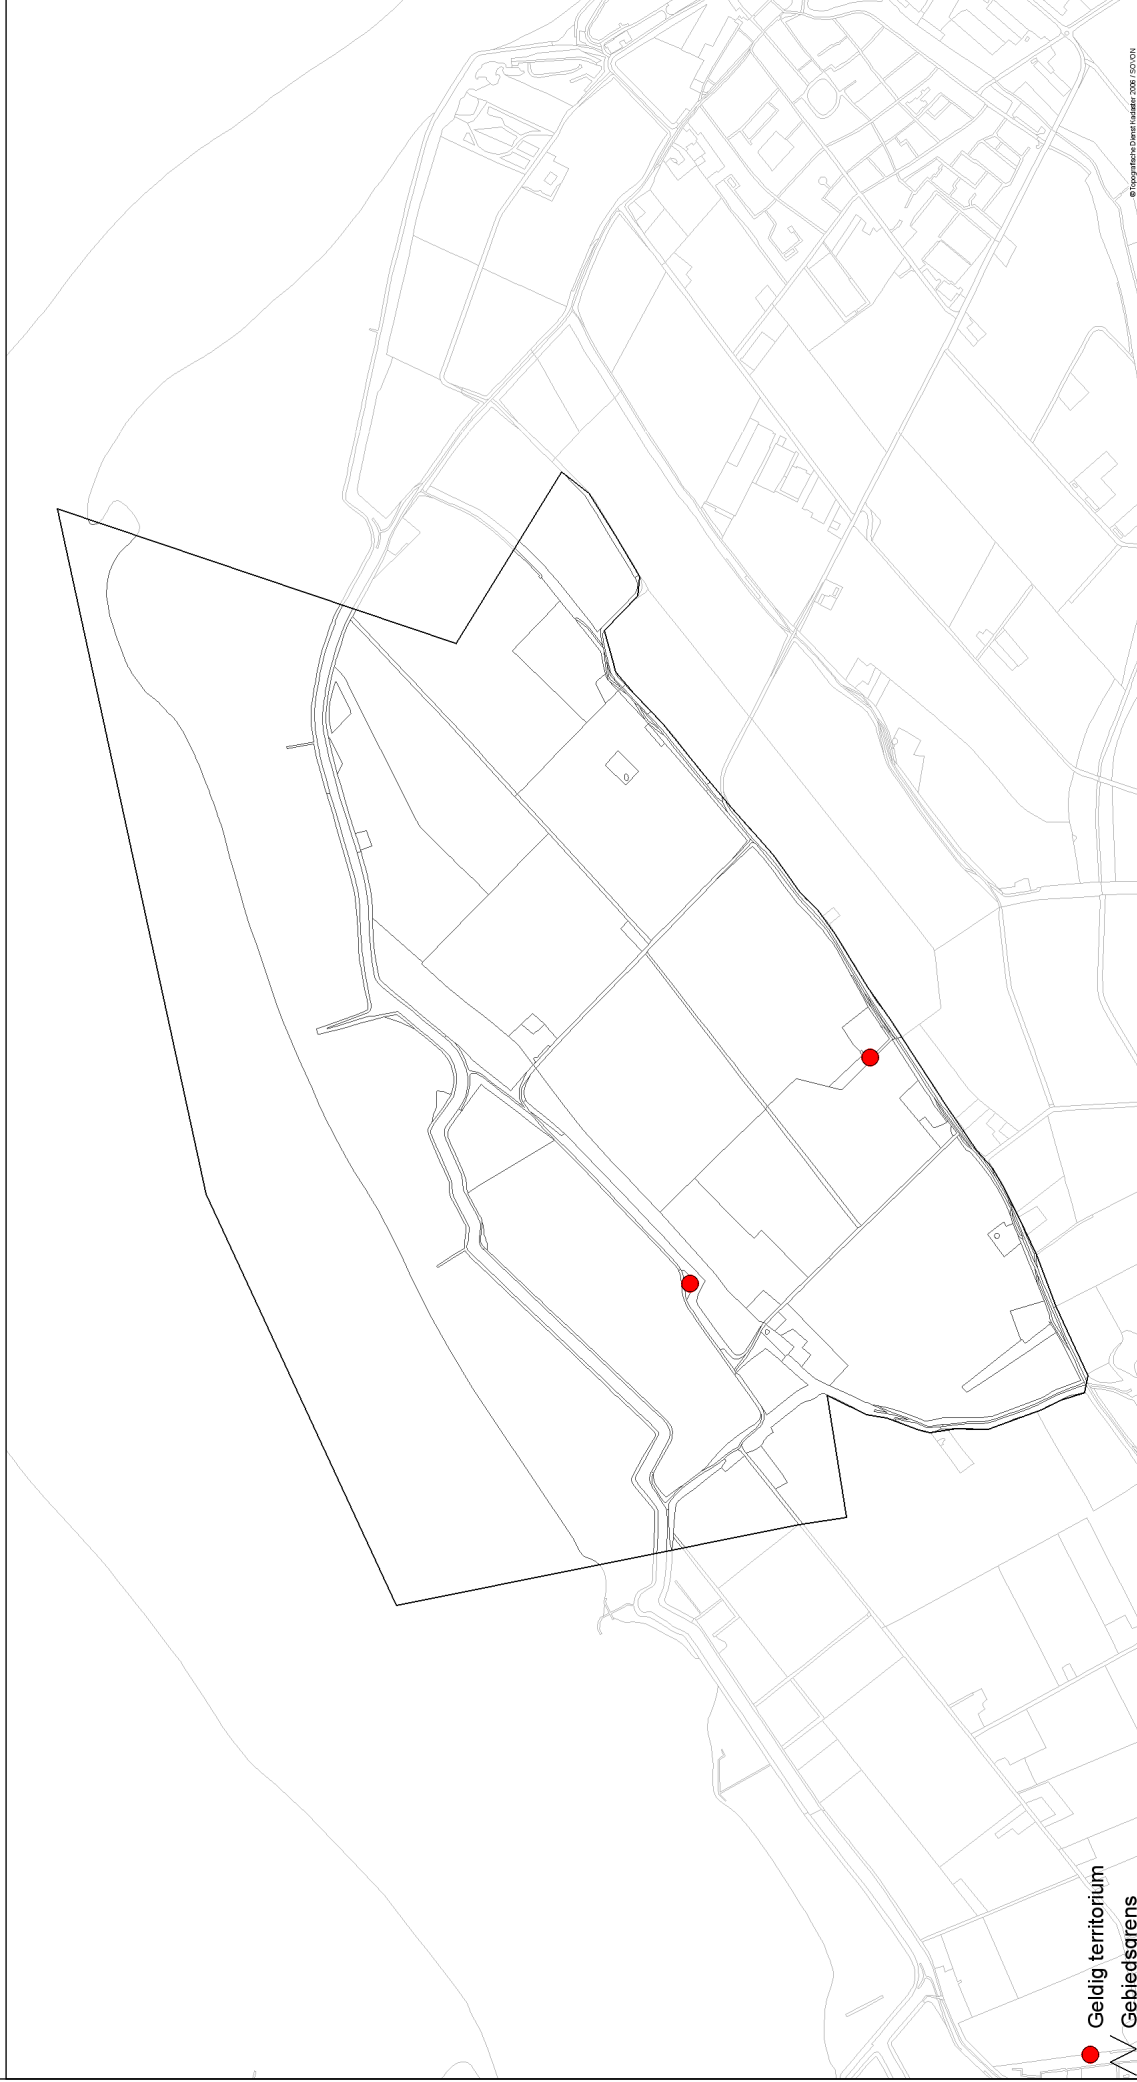 Geldig territorium
Gebiedsgrens
© Topografische Dienst Kadaster 2006 / SOVON